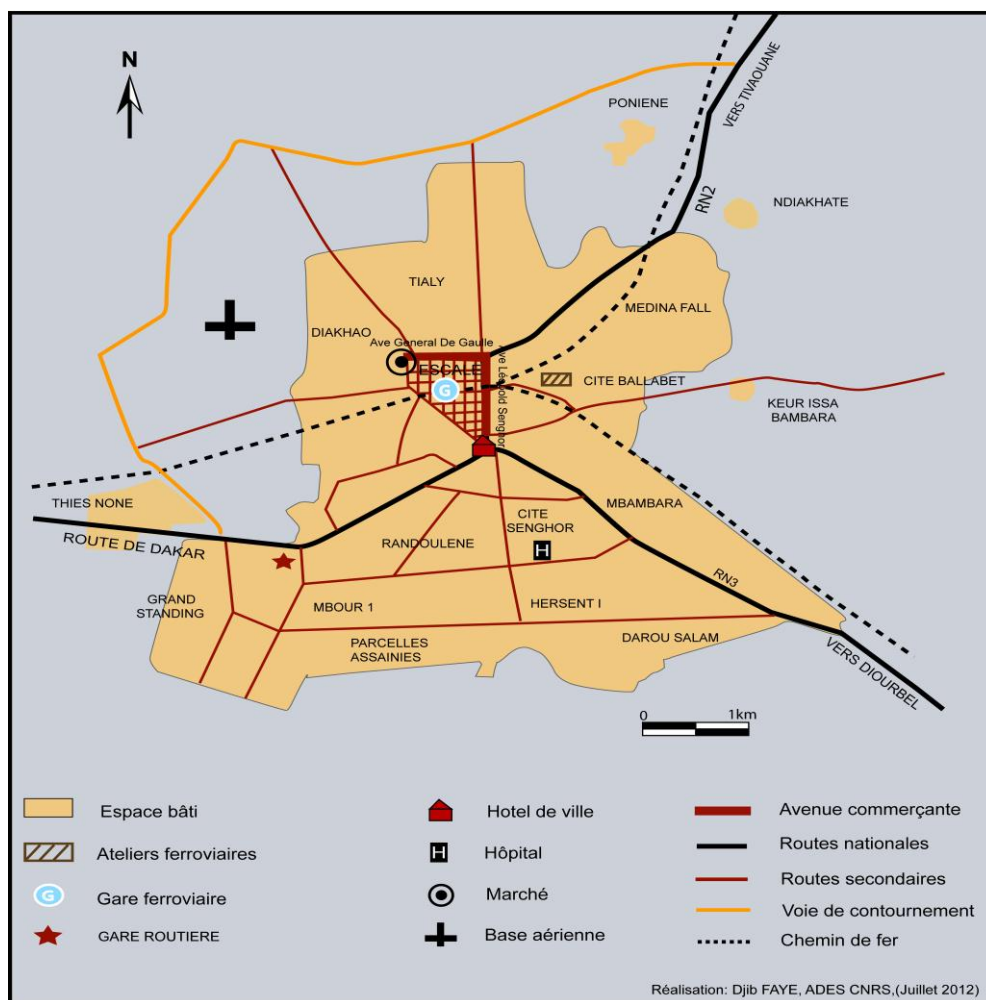 N
PONIENE
VERS TIVAOUANE
RN2
NDIAKHATE
TIALY
MEDINA FALL
DIAKHAO
Ave General De Gaulle
ESCALE
Ave Léopold Senghor
G
CITE BALLABET
KEUR ISSA
BAMBARA
THIES NONE
ROUTE DE DAKAR
MBAMBARA
CITE
SENGHOR
RANDOULENE
H
RN3
GRAND
STANDING
MBOUR 1
HERSENT I
PARCELLES
ASSAINIES
DAROU SALAM
VERS DIOURBEL
0 1km
Espace bâti
Ateliers ferroviaires
G Gare ferroviaire
GARE ROUTIERE
Hotel de ville
H Hôpital
Marché
Base aérienne
Avenue commerçante
Routes nationales
Routes secondaires
Voie de contournement
Chemin de fer
Réalisation: Djib FAYE, ADES CNRS,(Juillet 2012)